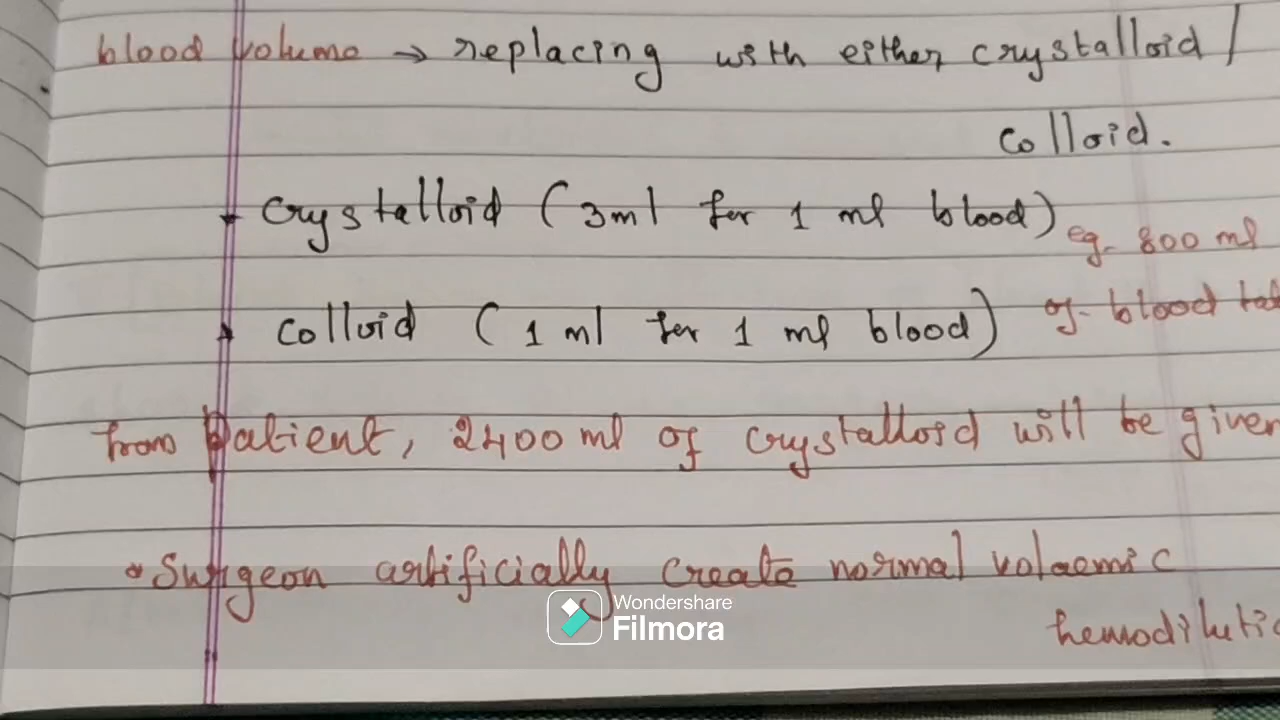 blood volume → replacing with either crystalloid /
colloid.
crystalloid (3ml for 1 ml blood)
eg. 800 ml
colloid (1 ml for 1 ml blood)
of blood
from patient, 2400 ml of crystalloid will be given
• Surgeon artificially create normal volaemic
Wondershare
Filmora